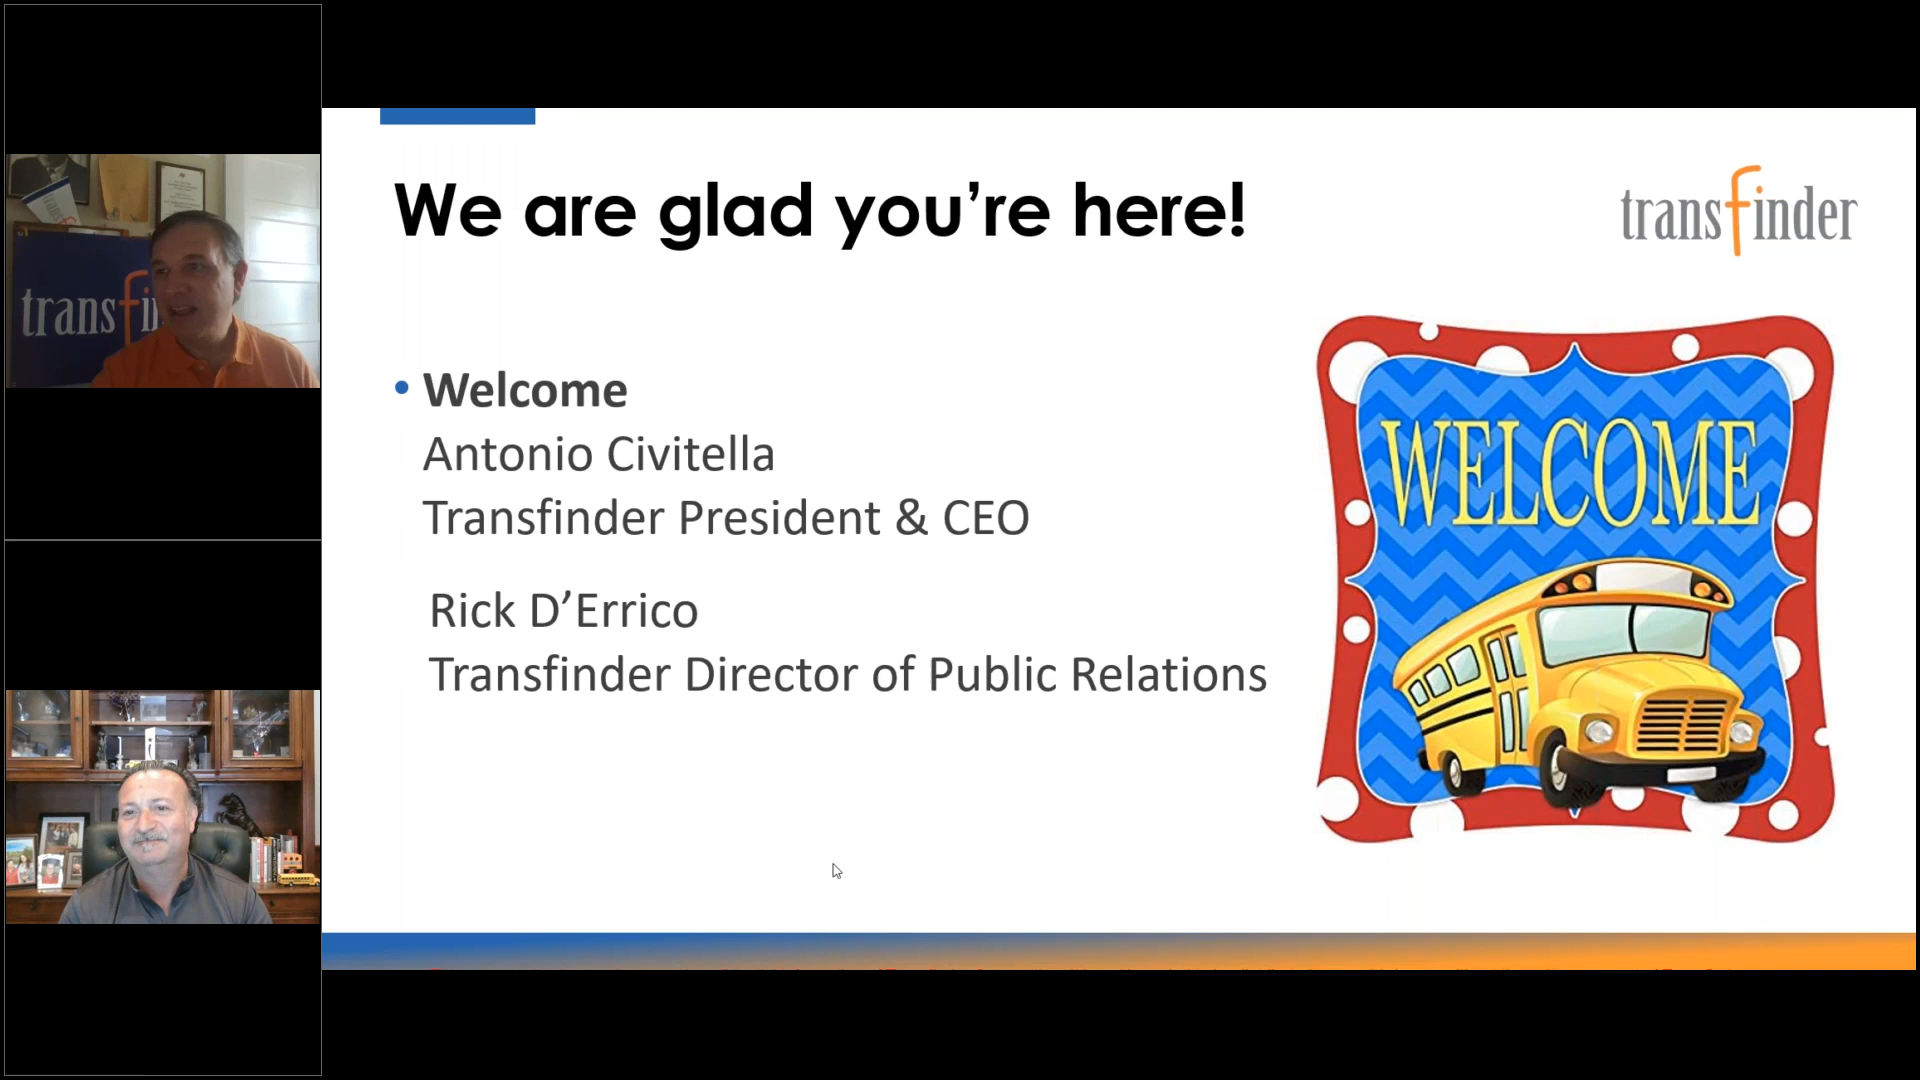 We are glad you’re here!
transfinder
• Welcome
Antonio Civitella
Transfinder President & CEO
Rick D’Errico
Transfinder Director of Public Relations
WELCOME
transfi